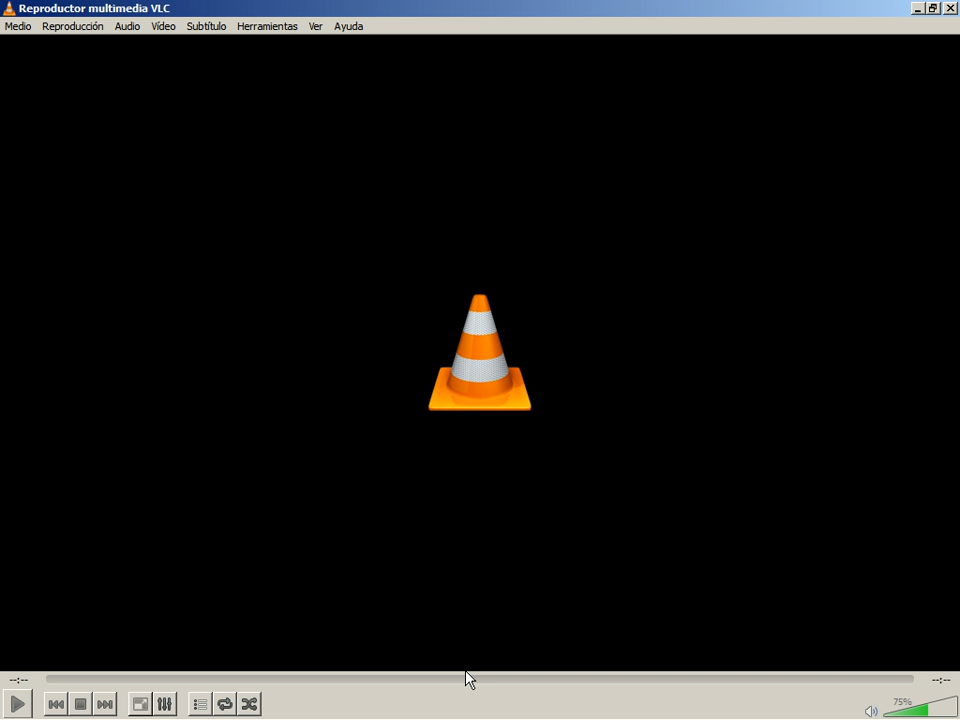 Reproductor multimedia VLC
Medio Reproducción Audio Vídeo Subtítulo Herramientas Ver Ayuda
--:-- --:--
75%